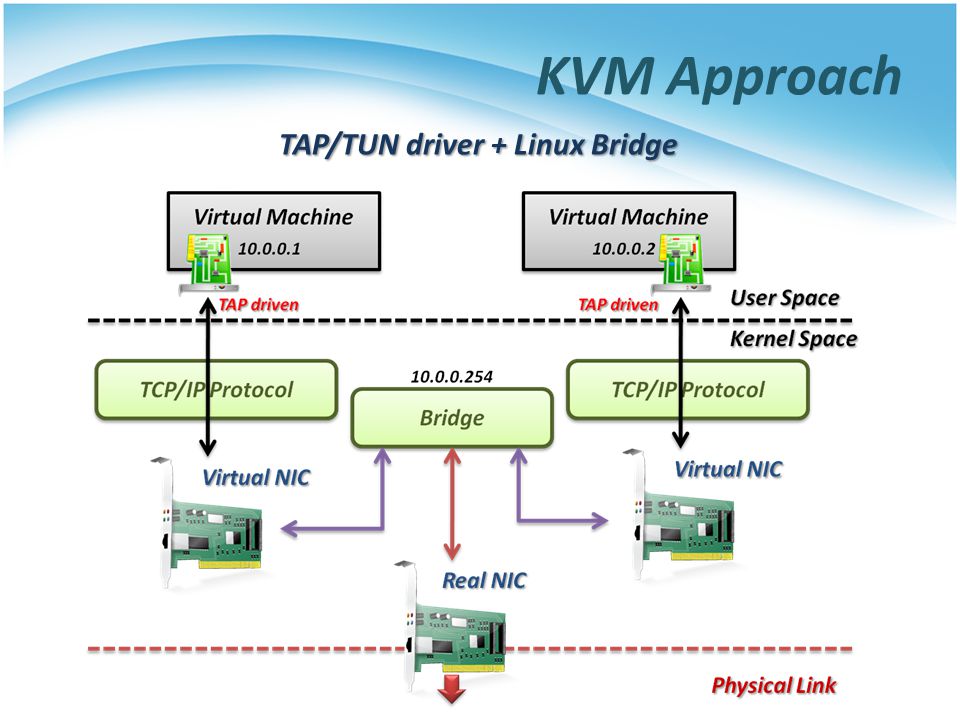 KVM Approach
TAP/TUN driver + Linux Bridge
Virtual Machine
10.0.0.1
Virtual Machine
10.0.0.2
TAP driven
TAP driven
User Space
Kernel Space
TCP/IP Protocol
10.0.0.254
Bridge
TCP/IP Protocol
Virtual NIC
Virtual NIC
Real NIC
Physical Link